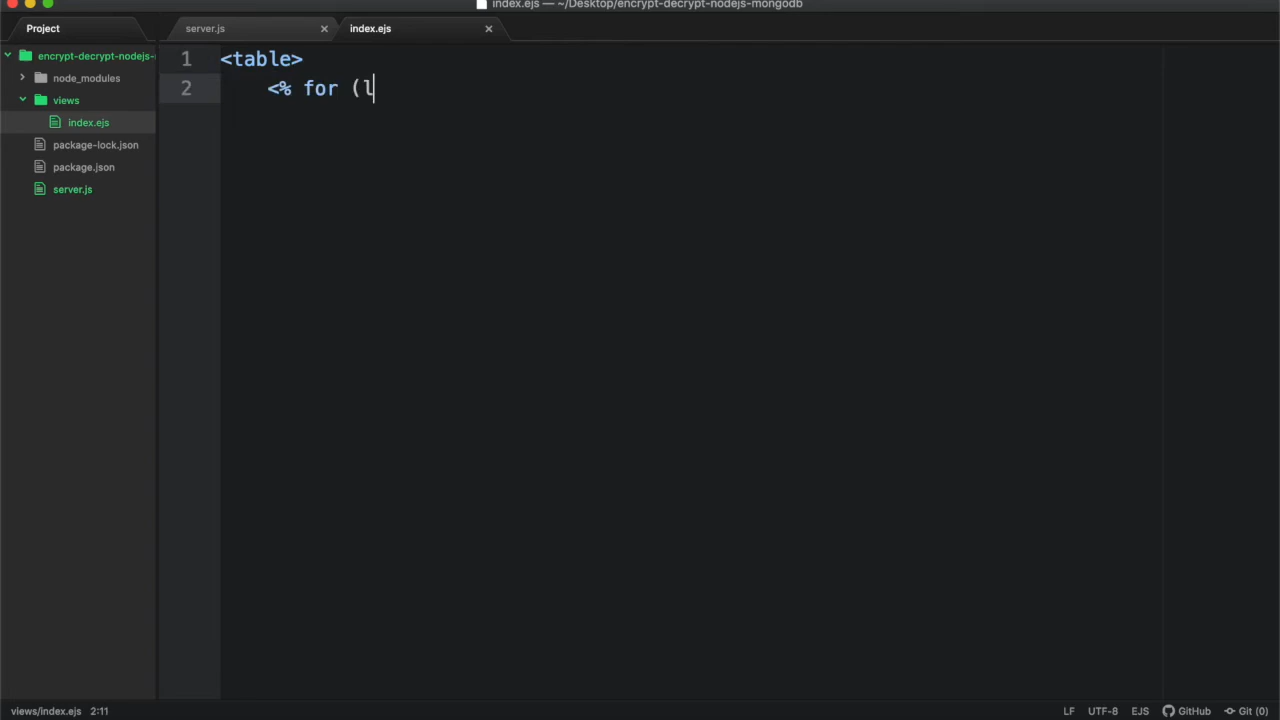 index.ejs — ~/Desktop/encrypt-decrypt-nodejs-mongodb
Project
server.js
index.ejs
encrypt-decrypt-nodejs-
node_modules
views
index.ejs
package-lock.json
package.json
server.js
1 <table>
2 <% for (l
views/index.ejs 2:11
LF UTF-8 EJS GitHub Git (0)